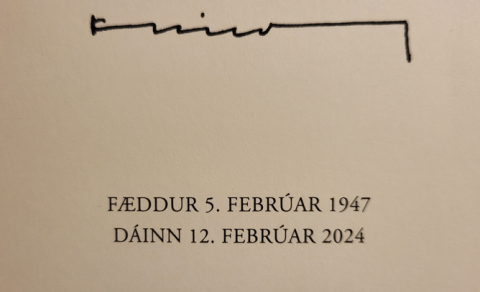 FÆDDUR 5. FEBRÚAR 1947
DÁINN 12. FEBRÚAR 2024